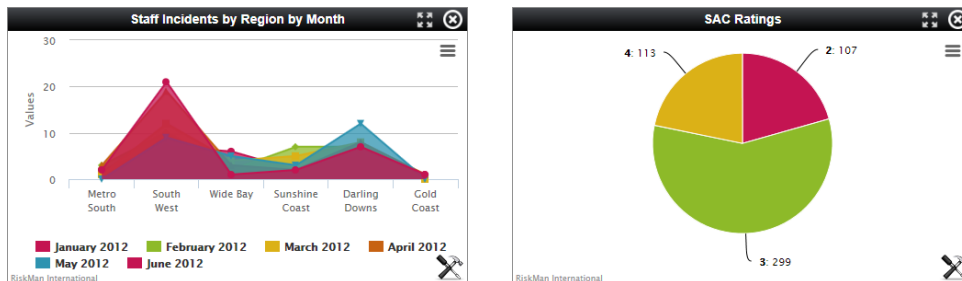 Staff Incidents by Region by Month
30
20
10
0
Values
Metro South
South West
Wide Bay
Sunshine Coast
Darling Downs
Gold Coast
January 2012 February 2012 March 2012 April 2012
May 2012 June 2012
RiskMan International
SAC Ratings
4: 113
2: 107
3: 299
RiskMan International